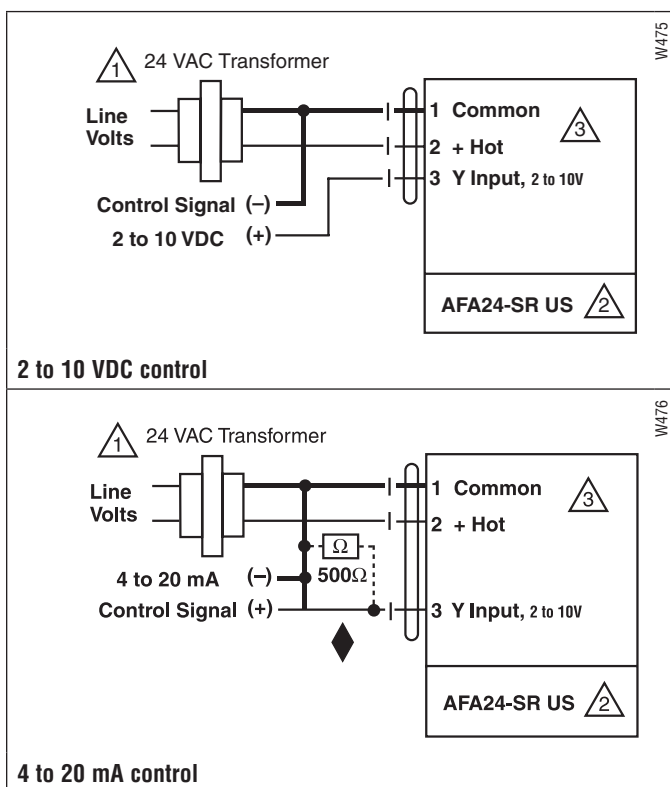 W475
1 24 VAC Transformer
Line
Volts
1 Common
3
2 + Hot
3 Y Input, 2 to 10V
Control Signal (–)
2 to 10 VDC (+)
AFA24-SR US 2
2 to 10 VDC control
W476
1 24 VAC Transformer
Line
Volts
1 Common
3
2 + Hot
Ω
4 to 20 mA (–) 500Ω
Control Signal (+)
3 Y Input, 2 to 10V
AFA24-SR US 2
4 to 20 mA control